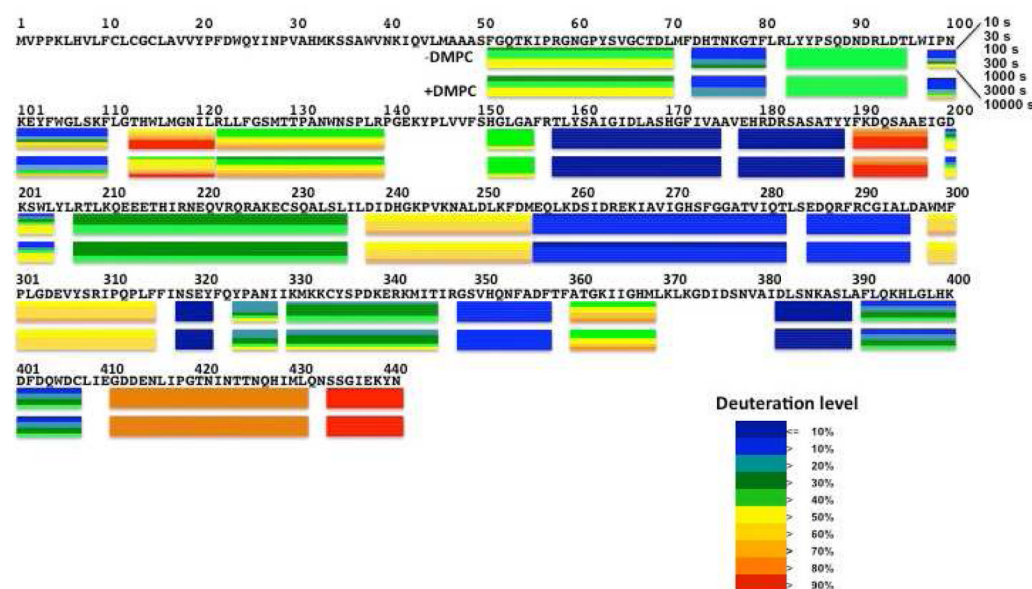 1 10 20 30 40 50 60 70 80 90 100
MVPPKLHVLFCLCGCLAVVYPFDWQYINPVAHMKSSAWVNKIQVLMAAASFGQTKIPRGNGPYSVGCTDLMFDHTNKGTFLRLYYPSQDNDRLDTLWIPN
10 s
30 s
100 s
300 s
1000 s
3000 s
10000 s
-DMPC
+DMPC
101 110 120 130 140 150 160 170 180 190 200
KEYFWGLSKFLGTHWLMGNILRLLFGSMTTPANWNSPLRPGEKYPLVVFSHGLGAFRTLYSAIGIDLASHGFIVAAVEHRDRSASATYYFKDQSAAEIGD
201 210 220 230 240 250 260 270 280 290 300
KSWLYLRTLKQEEETHIRNEQVRQRAKECSQALSLILDIDHGKPVKNALDLKFDMEQLKDSIDREKIAVIGHSFGGATVIQTLSEDQRFRCGIALDAWMF
301 310 320 330 340 350 360 370 380 390 400
PLGDEVYSRIPQPLFFINSEYFQYPANIIKMKKCYSPDKERKMITIRGSVHQNFADFTFATGKIIGHMLKLKGDIDSNVAIDLSNKASLAFLQKHLGLHK
401 410 420 430 440
DFDQWDCLIEGDDENLIPGTNINTTNQHIMLQNSSGIEKYN
Deuteration level
<= 10%
> 10%
> 20%
> 30%
> 40%
> 50%
> 60%
> 70%
> 80%
> 90%